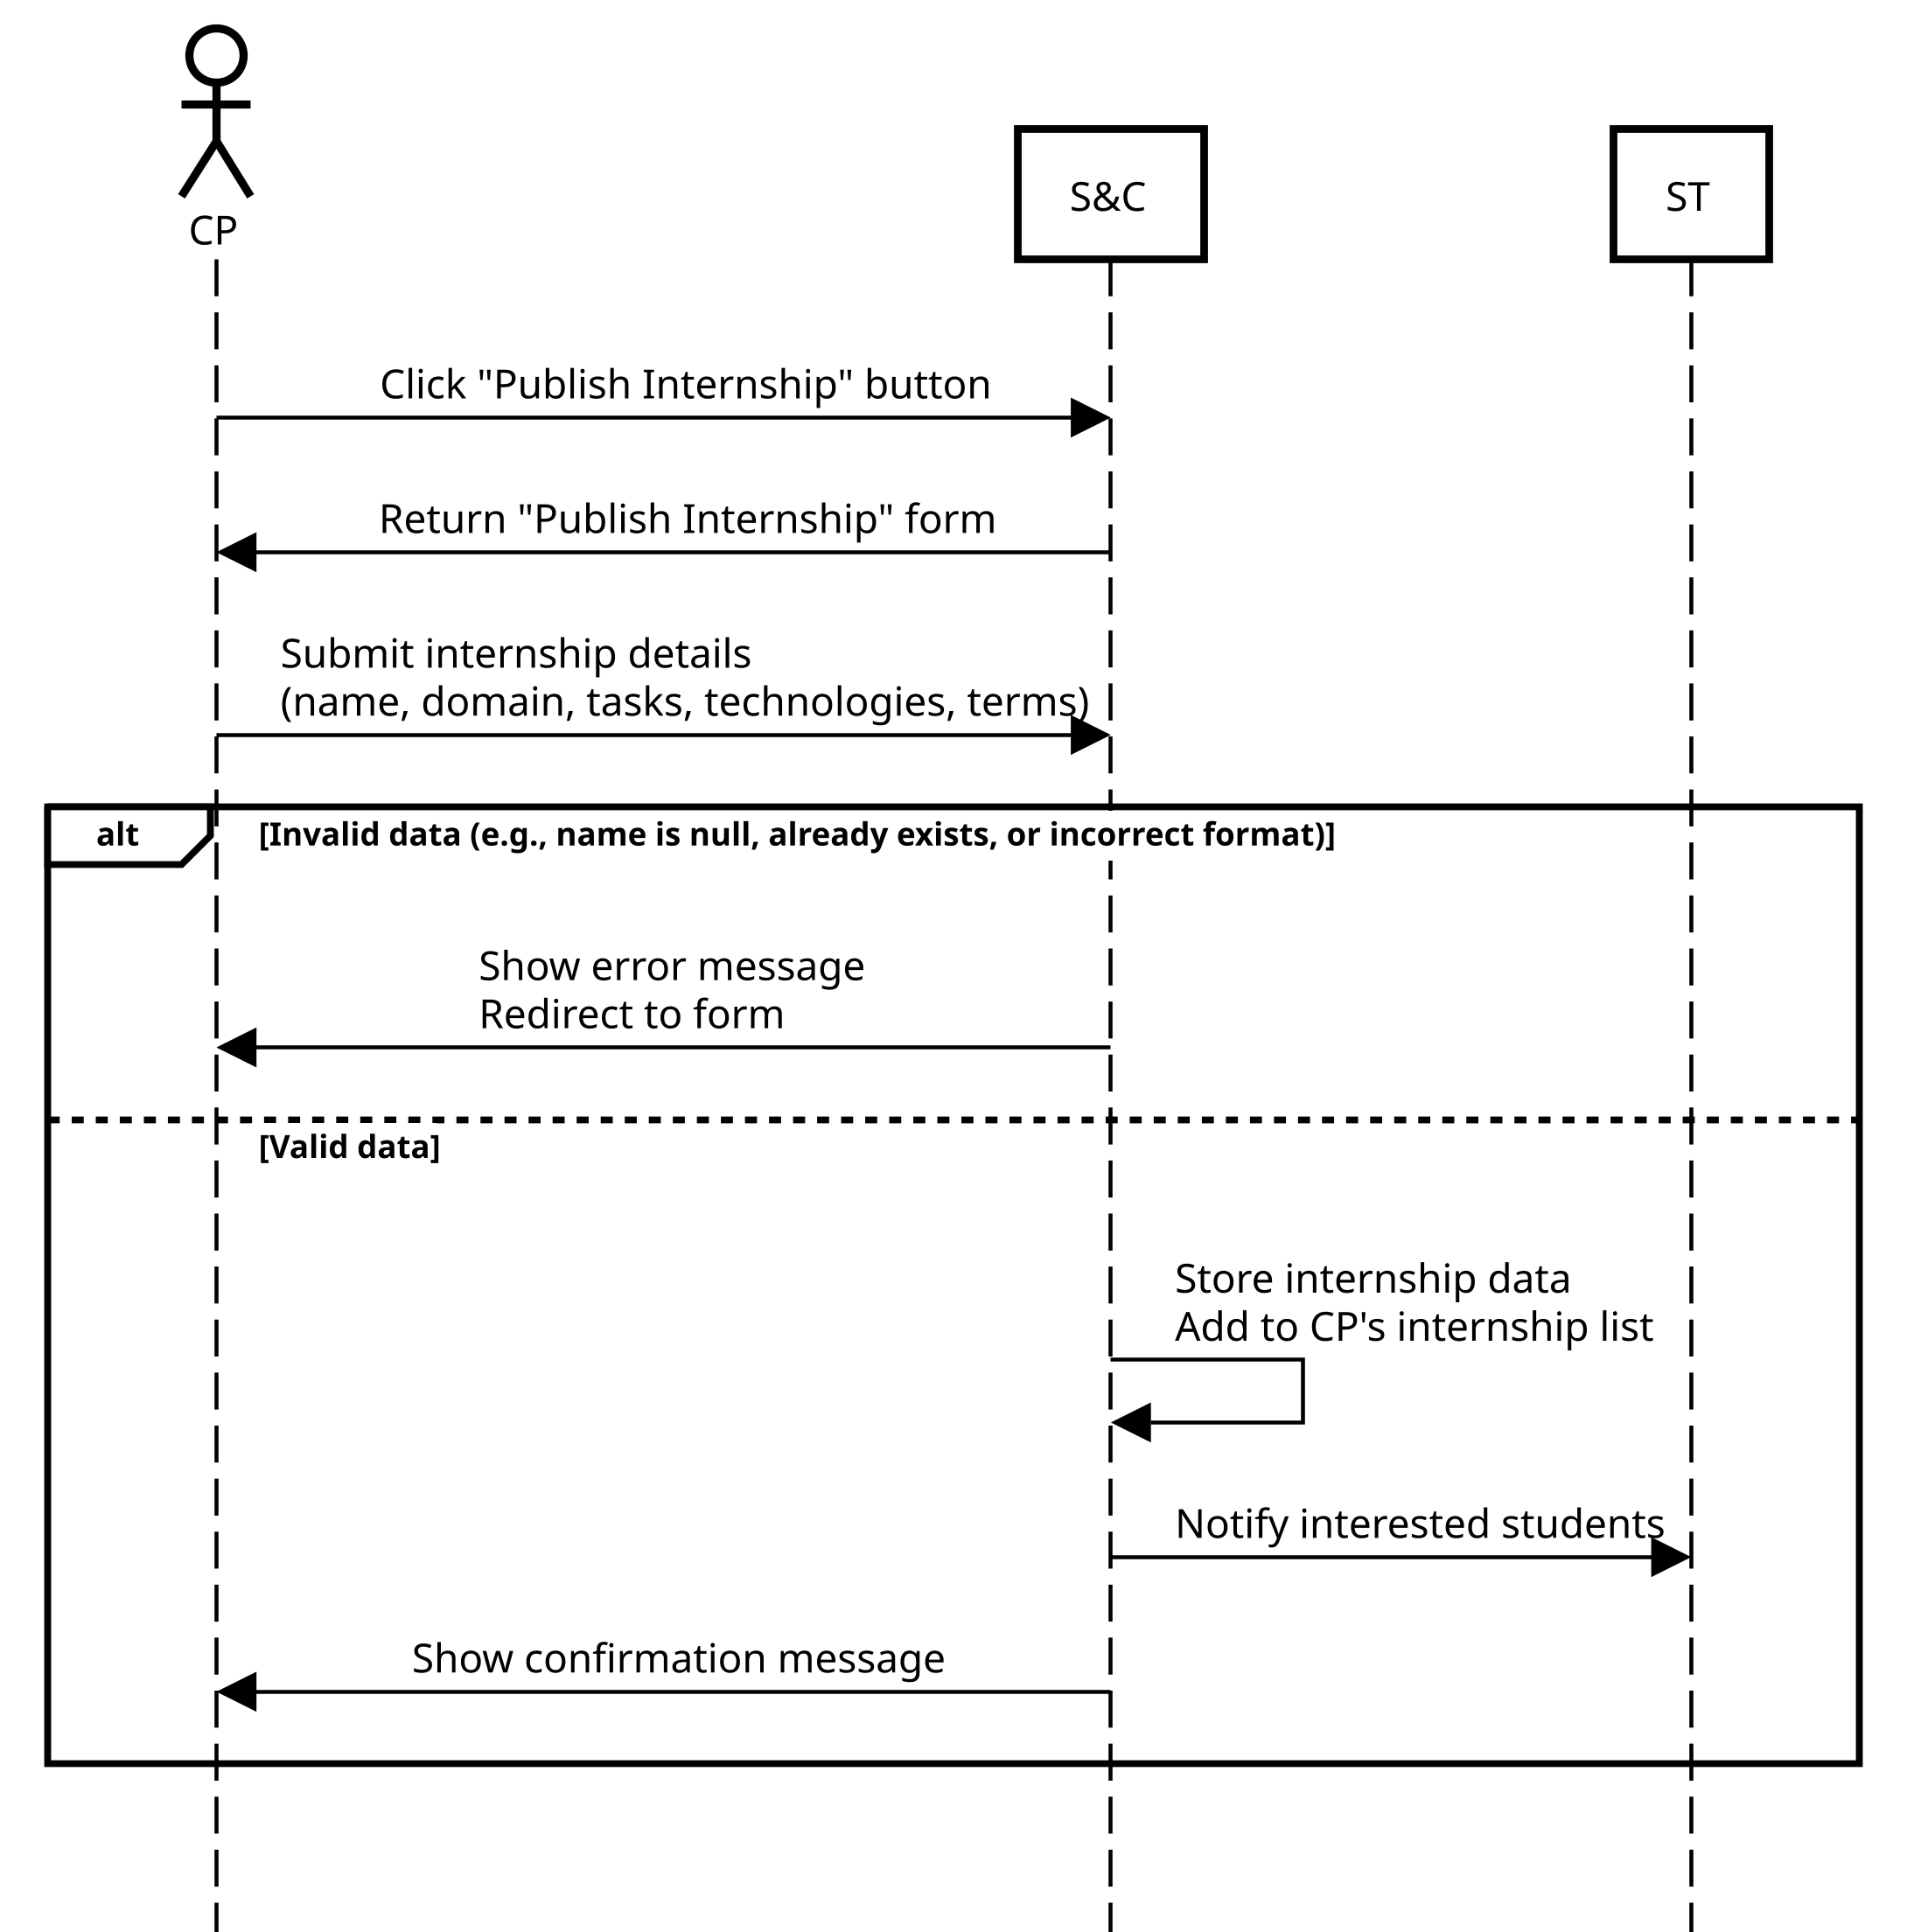 CP
S&C
ST
Click "Publish Internship" button
Return "Publish Internship" form
Submit internship details
(name, domain, tasks, technologies, terms)
alt
[Invalid data (e.g., name is null, already exists, or incorrect format)]
Show error message
Redirect to form
[Valid data]
Store internship data
Add to CP's internship list
Notify interested students
Show confirmation message